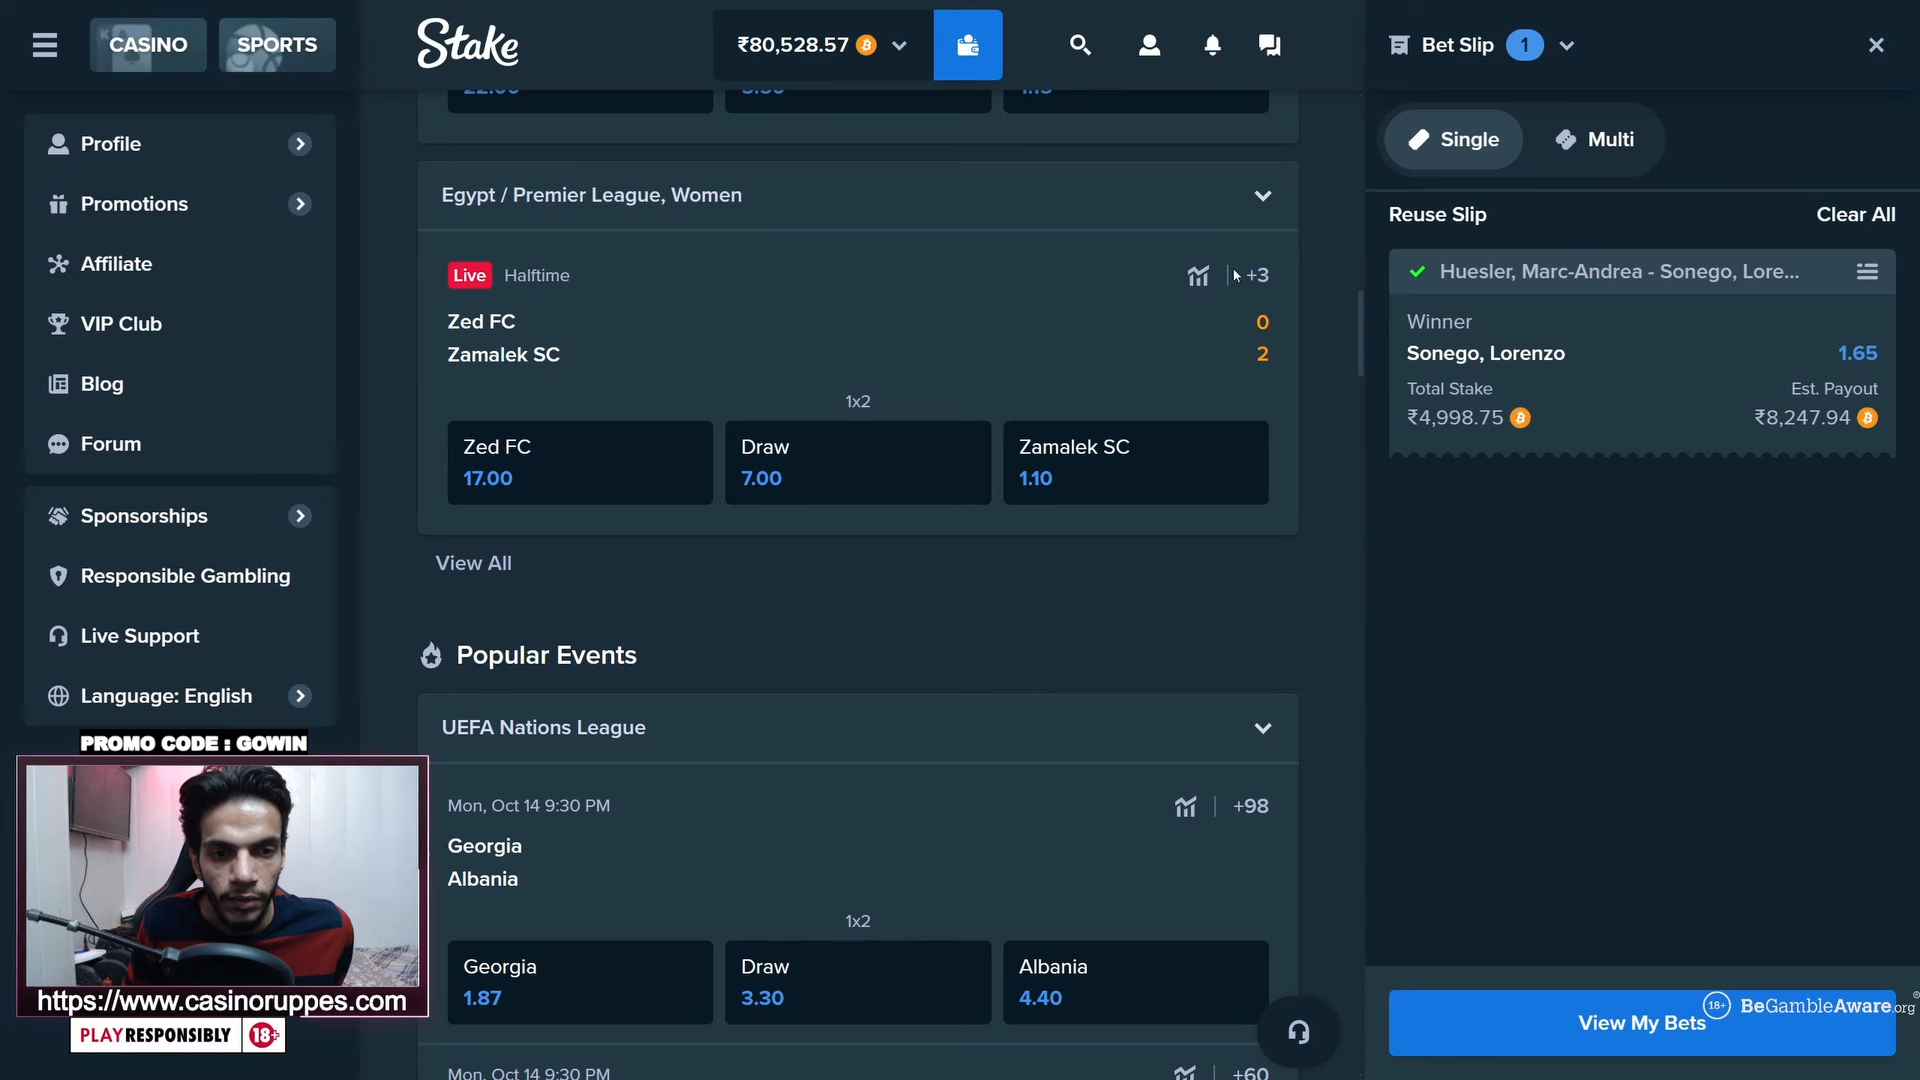 CASINO
SPORTS
Stake
₹80,528.57
Bet Slip 1
Profile
Promotions
Affiliate
VIP Club
Blog
Forum
Sponsorships
Responsible Gambling
Live Support
Language: English
PROMO CODE : GOWIN
https://www.casinoruppes.com
PLAYRESPONSIBLY 18+
Egypt / Premier League, Women
Live Halftime +3
Zed FC 0
Zamalek SC 2
1x2
Zed FC Draw Zamalek SC
17.00 7.00 1.10
View All
Popular Events
UEFA Nations League
Mon, Oct 14 9:30 PM +98
Georgia
Albania
1x2
Georgia Draw Albania
1.87 3.30 4.40
Mon, Oct 14 9:30 PM +60
Single Multi
Reuse Slip Clear All
Huesler, Marc-Andrea - Sonego, Lore...
Winner
Sonego, Lorenzo 1.65
Total Stake Est. Payout
₹4,998.75 ₹8,247.94
View My Bets
18+ BeGambleAware.org®